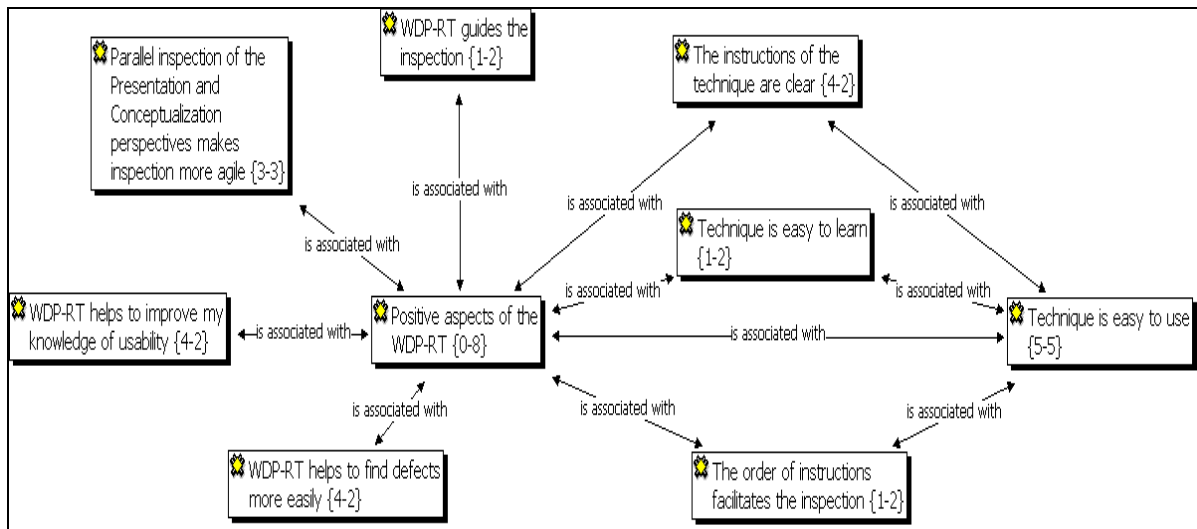 WDP-RT guides the
inspection {1-2}
Parallel inspection of the
Presentation and
Conceptualization
perspectives makes
inspection more agile {3-3}
The instructions of the
technique are clear {4-2}
is associated with
is associated with
is associated with
is associated with
Technique is easy to learn
{1-2}
is associated with
is associated with
is associated with
WDP-RT helps to improve my
knowledge of usability {4-2}
is associated with
Positive aspects of the
WDP-RT {0-8}
is associated with
Technique is easy to use
{5-5}
is associated with
is associated with
is associated with
WDP-RT helps to find defects
more easily {4-2}
The order of instructions
facilitates the inspection {1-2}